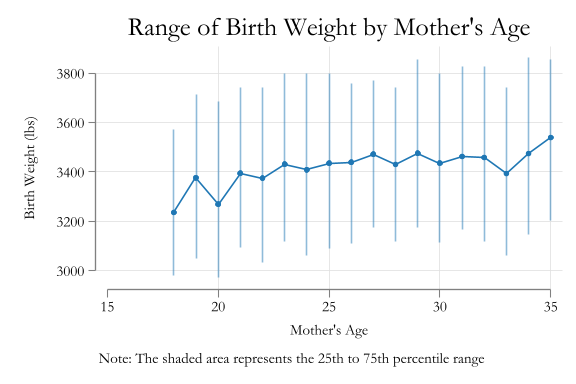 Range of Birth Weight by Mother's Age
Birth Weight (lbs)
3800
3600
3400
3200
3000
15
20
25
30
35
Mother's Age
Note: The shaded area represents the 25th to 75th percentile range